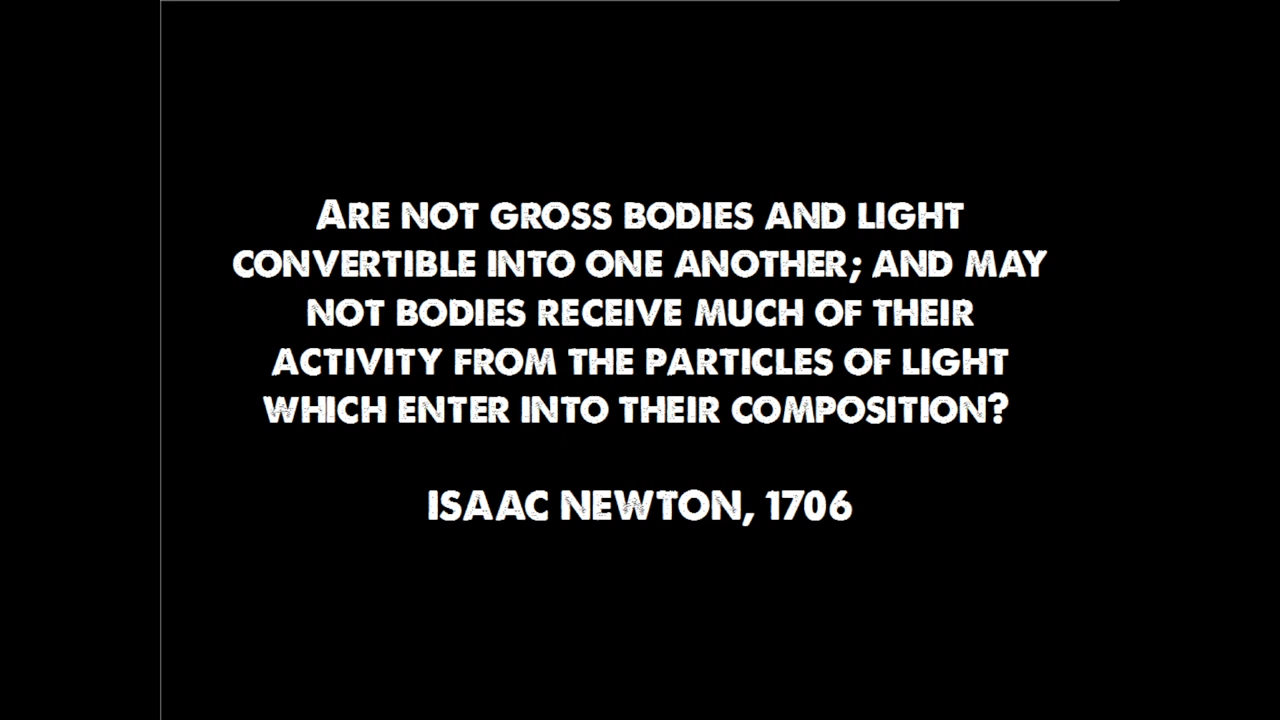 Are not gross bodies and light
convertible into one another; and may
not bodies receive much of their
activity from the particles of light
which enter into their composition?
Isaac Newton, 1706